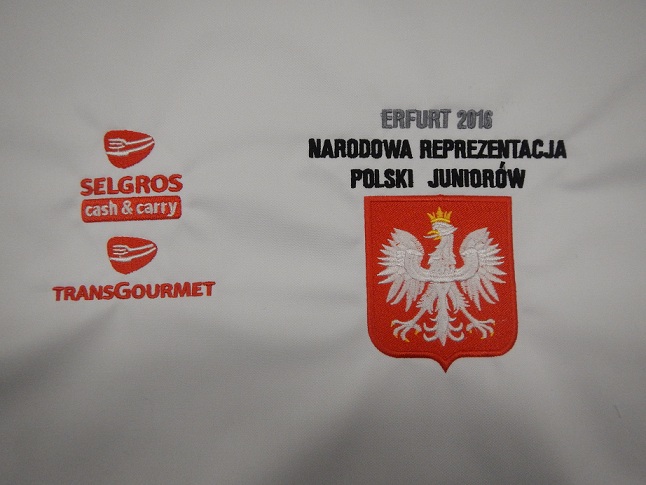 SELGROS
cash & carry
TRANSGOURMET
ERFURT 2016
NARODOWA REPREZENTACJA
POLSKI JUNIORÓW